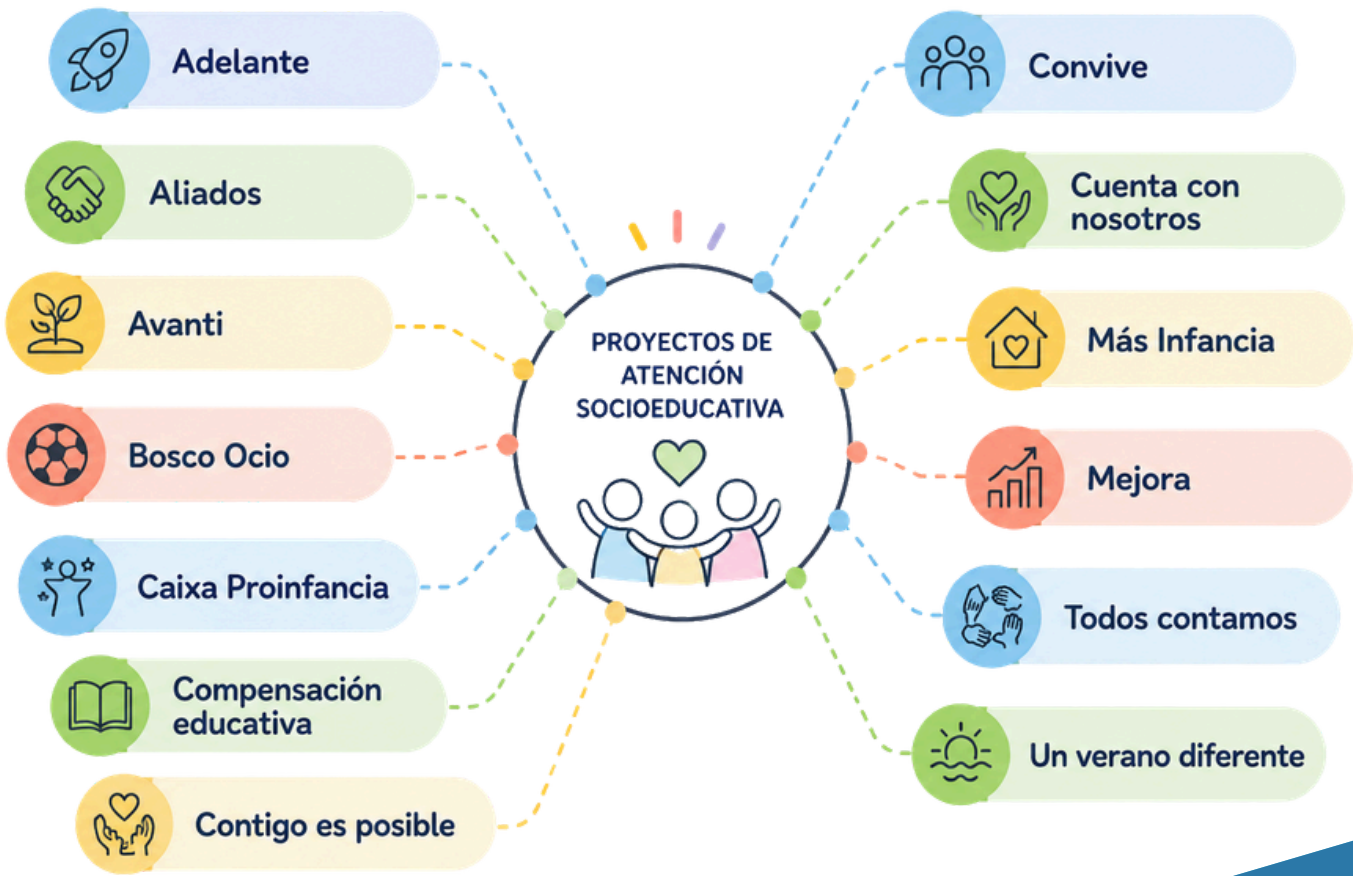 Adelante
Aliados
Avanti
Bosco Ocio
Caixa Proinfancia
Compensación
educativa
Contigo es posible
PROYECTOS DE
ATENCIÓN
SOCIOEDUCATIVA
Convive
Cuenta con
nosotros
Más Infancia
Mejora
Todos contamos
Un verano diferente